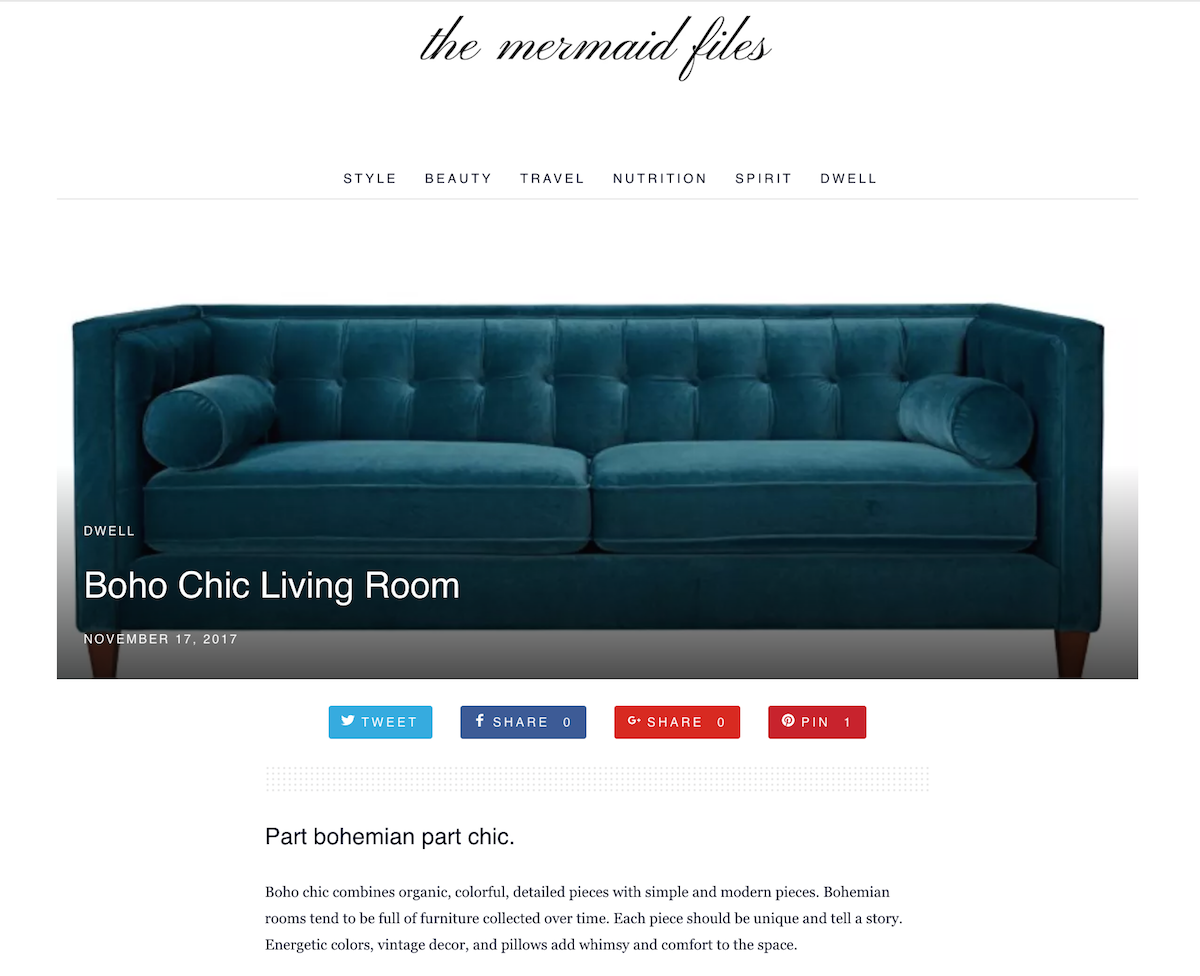 the mermaid files
STYLE BEAUTY TRAVEL NUTRITION SPIRIT DWELL
DWELL
Boho Chic Living Room
NOVEMBER 17, 2017
TWEET SHARE 0 G+ SHARE 0 PIN 1
Part bohemian part chic.
Boho chic combines organic, colorful, detailed pieces with simple and modern pieces. Bohemian
rooms tend to be full of furniture collected over time. Each piece should be unique and tell a story.
Energetic colors, vintage decor, and pillows add whimsy and comfort to the space.